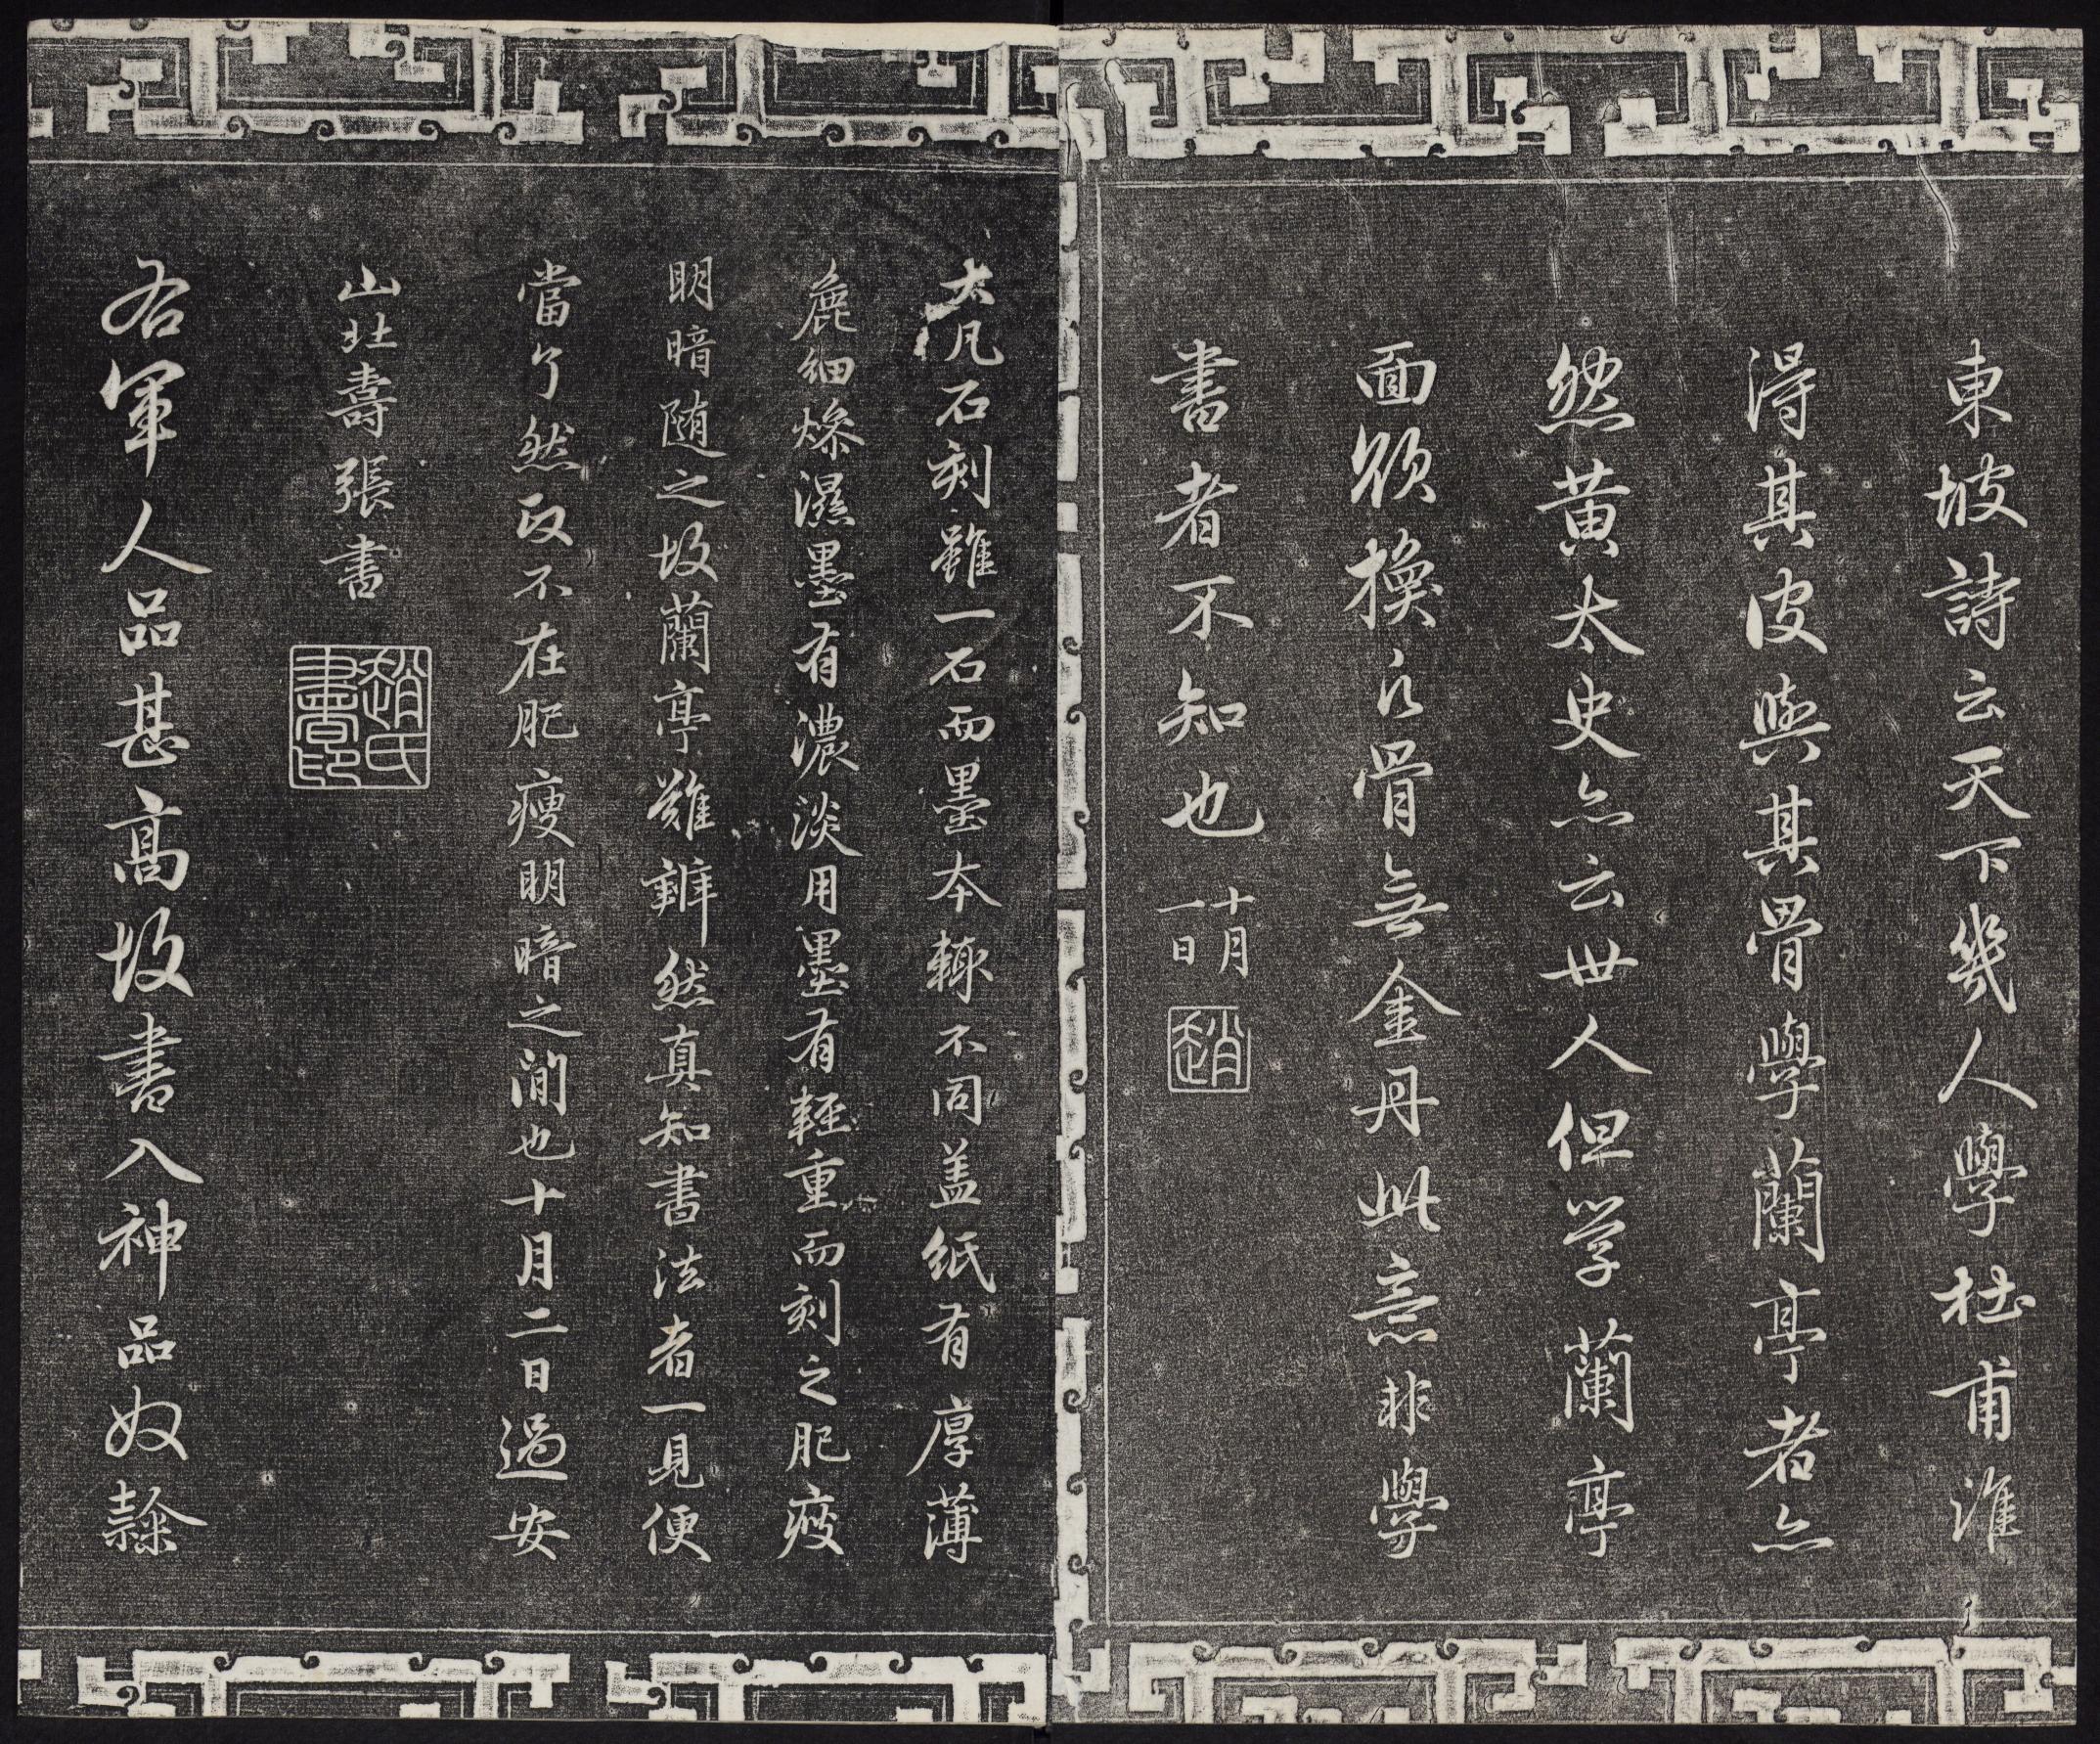 東坡詩云天下幾人學杜甫誰
得其皮與其骨學蘭亭者亦
然黃太史亦云世人但學蘭亭
面欲換凡骨無金丹此意非學
書者不知也
十月
一日
趙
大凡石刻雖一石而墨本輙不同盖紙有厚薄
麁細燥濕墨有濃淡用墨有輕重而刻之肥瘦
明暗随之故蘭亭難辨然真知書法者一見便
當了然政不在肥瘦明暗之間也十月二日過安
山北壽張書
趙氏
書印
右軍人品甚高故書入神品奴隸